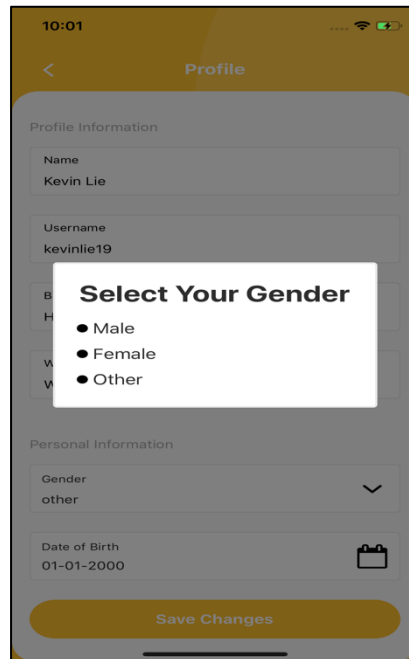 10:01
Profile
Profile Information
Name
Kevin Lie
Username
kevinlie19
B
H
Select Your Gender
Male
Female
Other
W
W
Personal Information
Gender
other
Date of Birth
01-01-2000
Save Changes